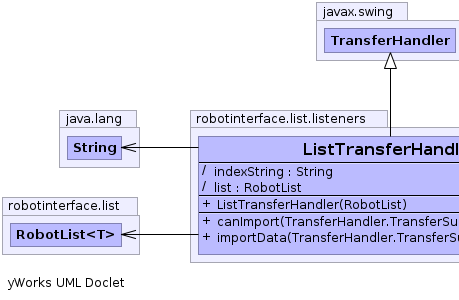 javax.swing
TransferHandler
java.lang
String
robotinterface.list.listeners
ListTransferHandl
/ indexString : String
/ list : RobotList
+ ListTransferHandler(RobotList)
+ canImport(TransferHandler.TransferSu
+ importData(TransferHandler.TransferSu
robotinterface.list
RobotList<T>
yWorks UML Doclet